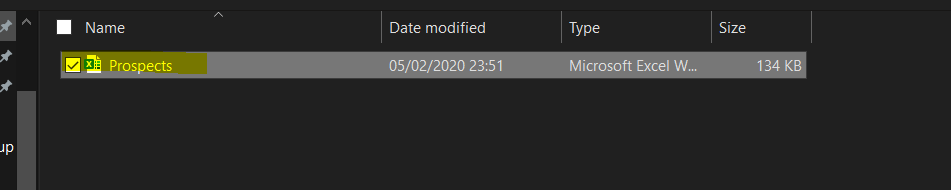 Name Date modified Type Size
Prospects 05/02/2020 23:51 Microsoft Excel W... 134 KB
up